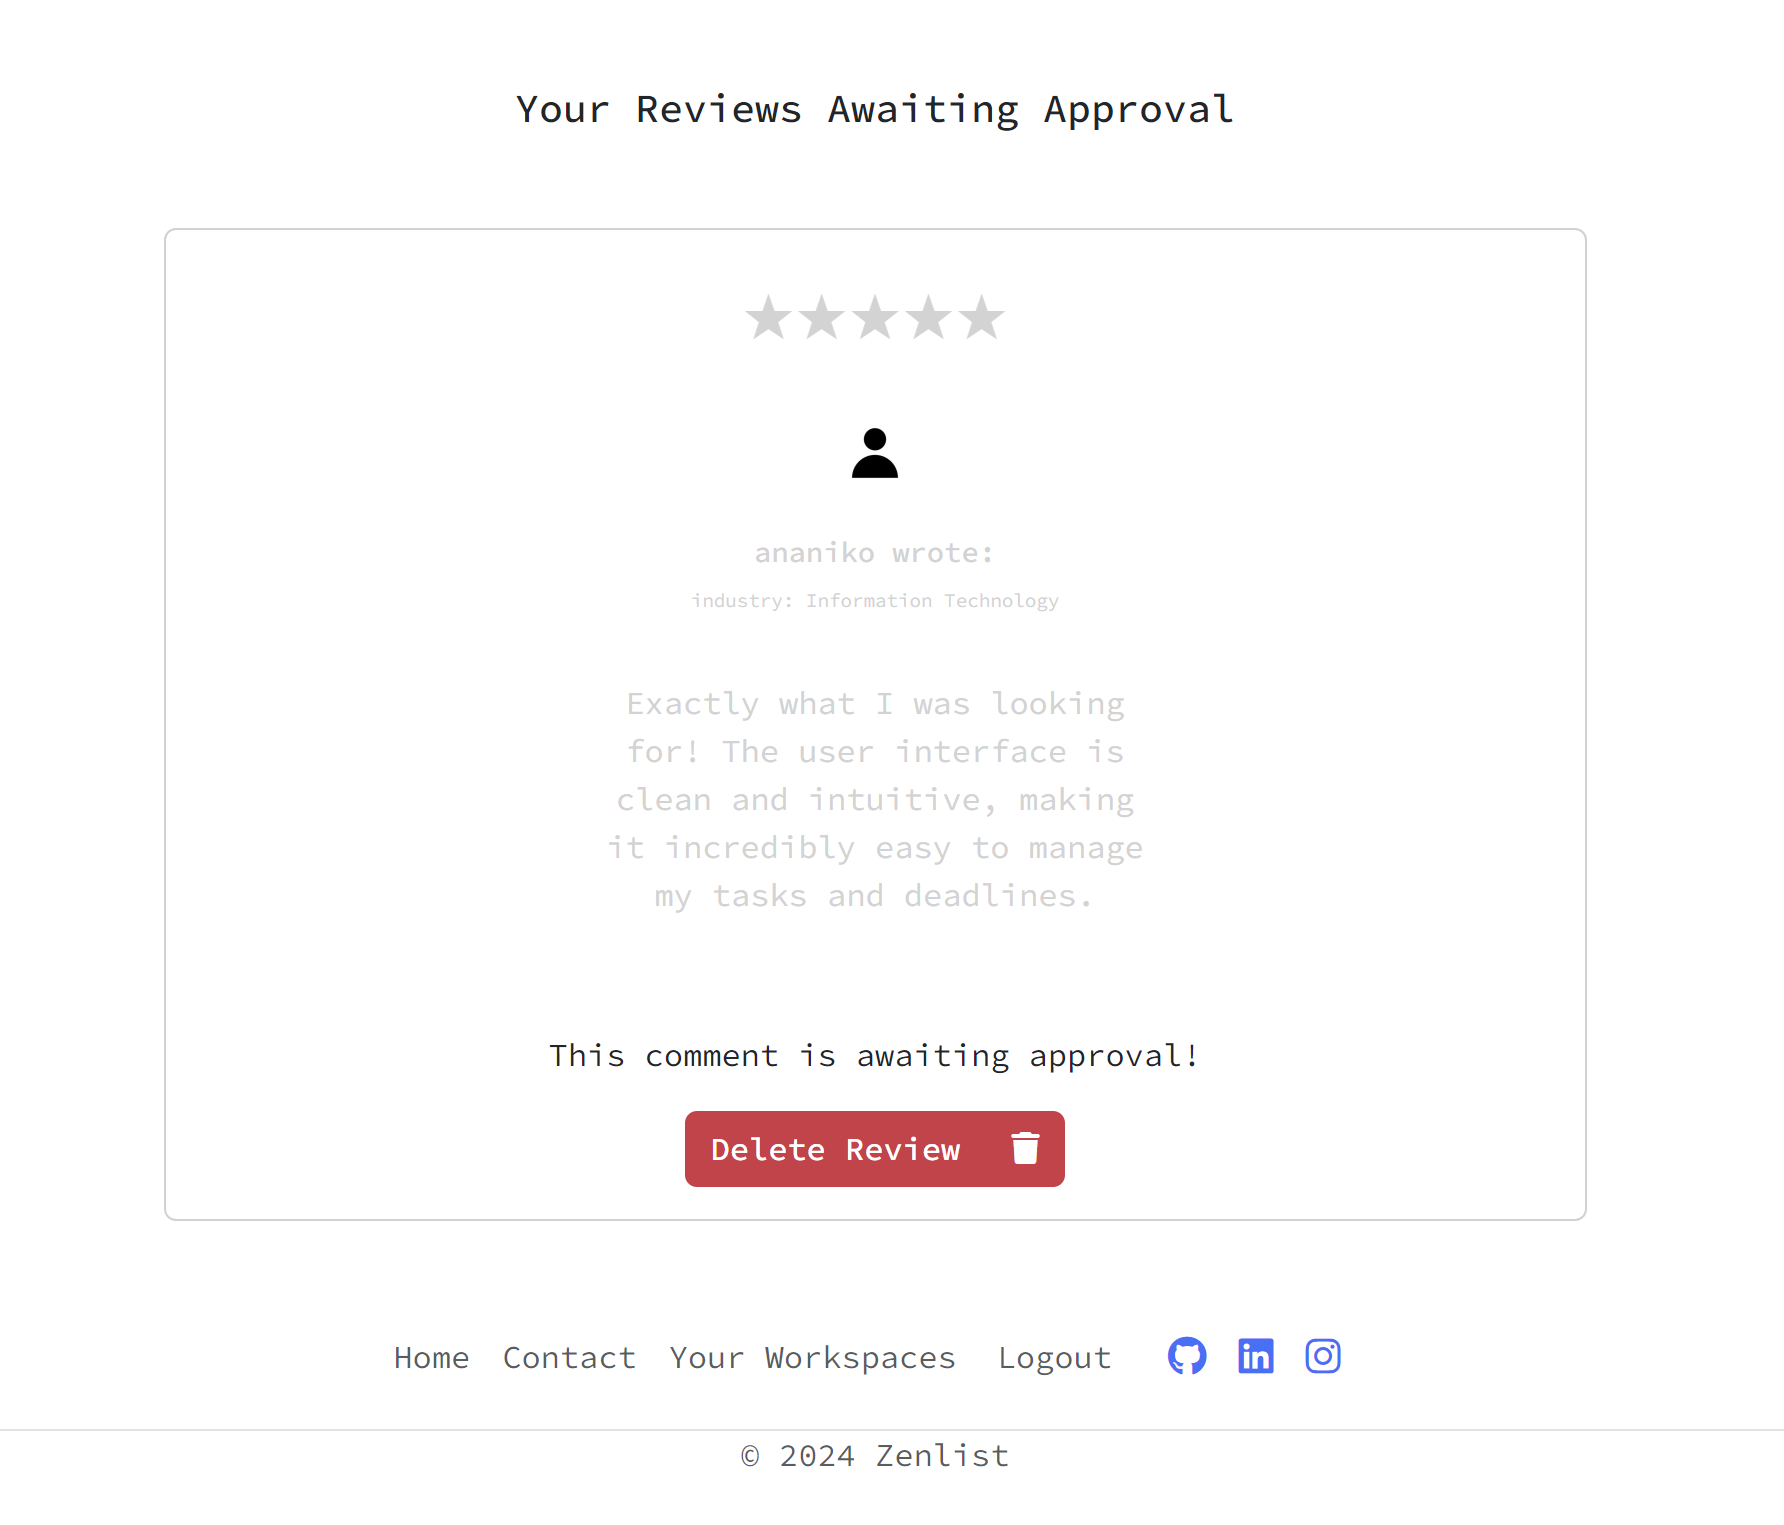 Your Reviews Awaiting Approval
ananiko wrote:
industry: Information Technology
Exactly what I was looking
for! The user interface is
clean and intuitive, making
it incredibly easy to manage
my tasks and deadlines.
This comment is awaiting approval!
Delete Review
Home Contact Your Workspaces Logout
© 2024 Zenlist